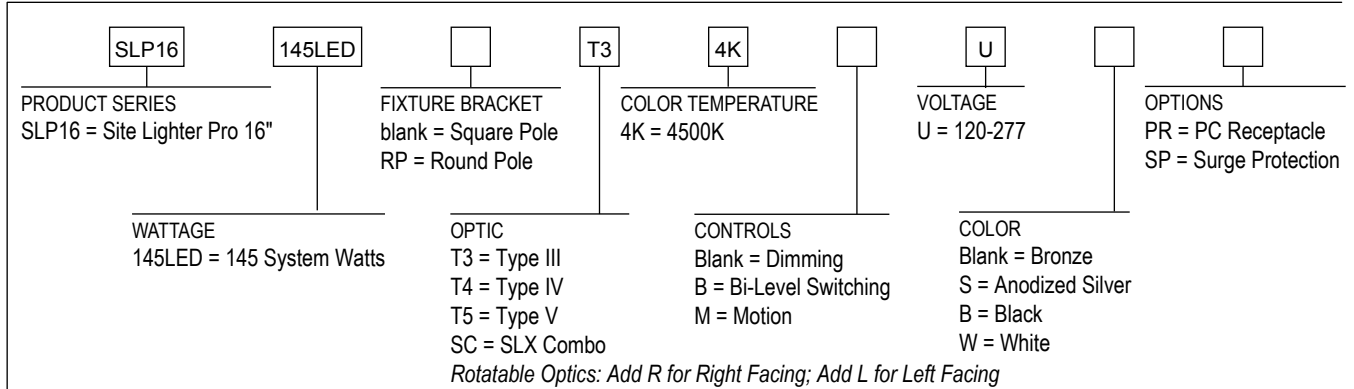 SLP16
145LED
T3
4K
U
PRODUCT SERIES
SLP16 = Site Lighter Pro 16"
FIXTURE BRACKET
blank = Square Pole
RP = Round Pole
COLOR TEMPERATURE
4K = 4500K
VOLTAGE
U = 120-277
OPTIONS
PR = PC Receptacle
SP = Surge Protection
WATTAGE
145LED = 145 System Watts
OPTIC
T3 = Type III
T4 = Type IV
T5 = Type V
SC = SLX Combo
Rotatable Optics: Add R for Right Facing; Add L for Left Facing
CONTROLS
Blank = Dimming
B = Bi-Level Switching
M = Motion
COLOR
Blank = Bronze
S = Anodized Silver
B = Black
W = White